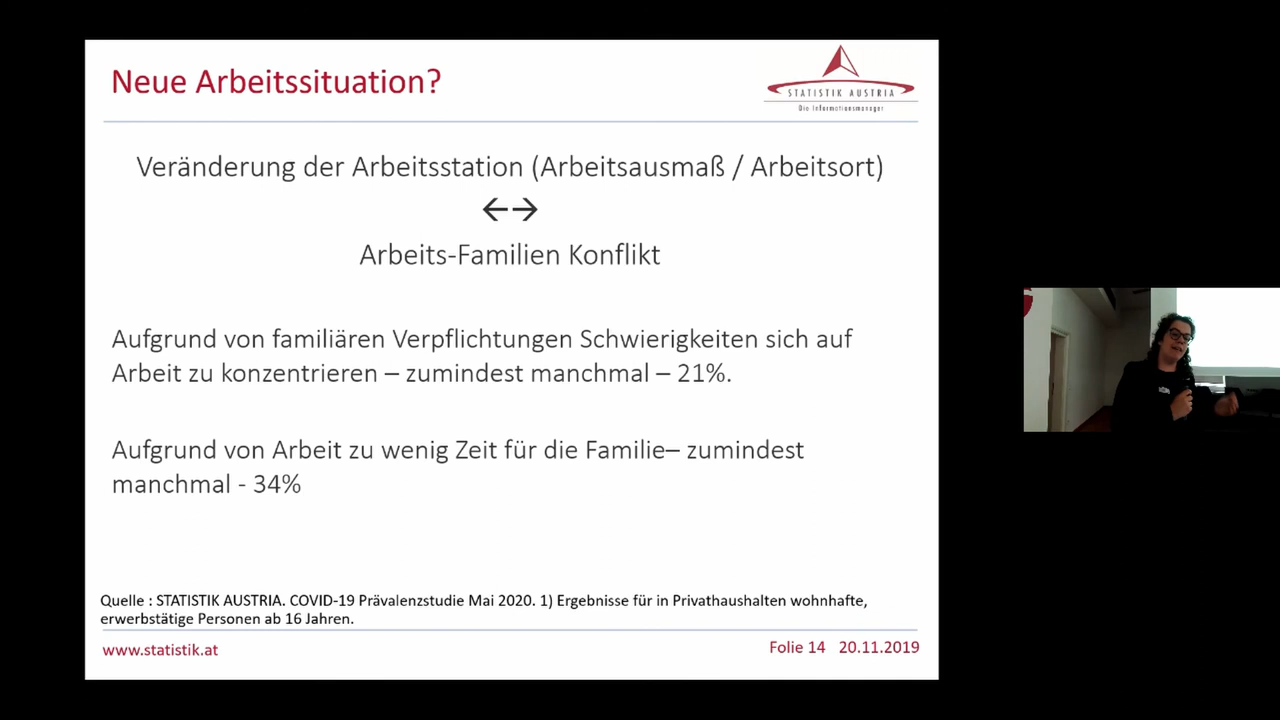 Neue Arbeitssituation?
STATISTIK AUSTRIA
Die Informationsmanager
Veränderung der Arbeitsstation (Arbeitsausmaß / Arbeitsort)
←→
Arbeits-Familien Konflikt
Aufgrund von familiären Verpflichtungen Schwierigkeiten sich auf
Arbeit zu konzentrieren – zumindest manchmal – 21%.
Aufgrund von Arbeit zu wenig Zeit für die Familie– zumindest
manchmal - 34%
Quelle : STATISTIK AUSTRIA. COVID-19 Prävalenzstudie Mai 2020. 1) Ergebnisse für in Privathaushalten wohnhafte,
erwerbstätige Personen ab 16 Jahren.
www.statistik.at
Folie 14 20.11.2019